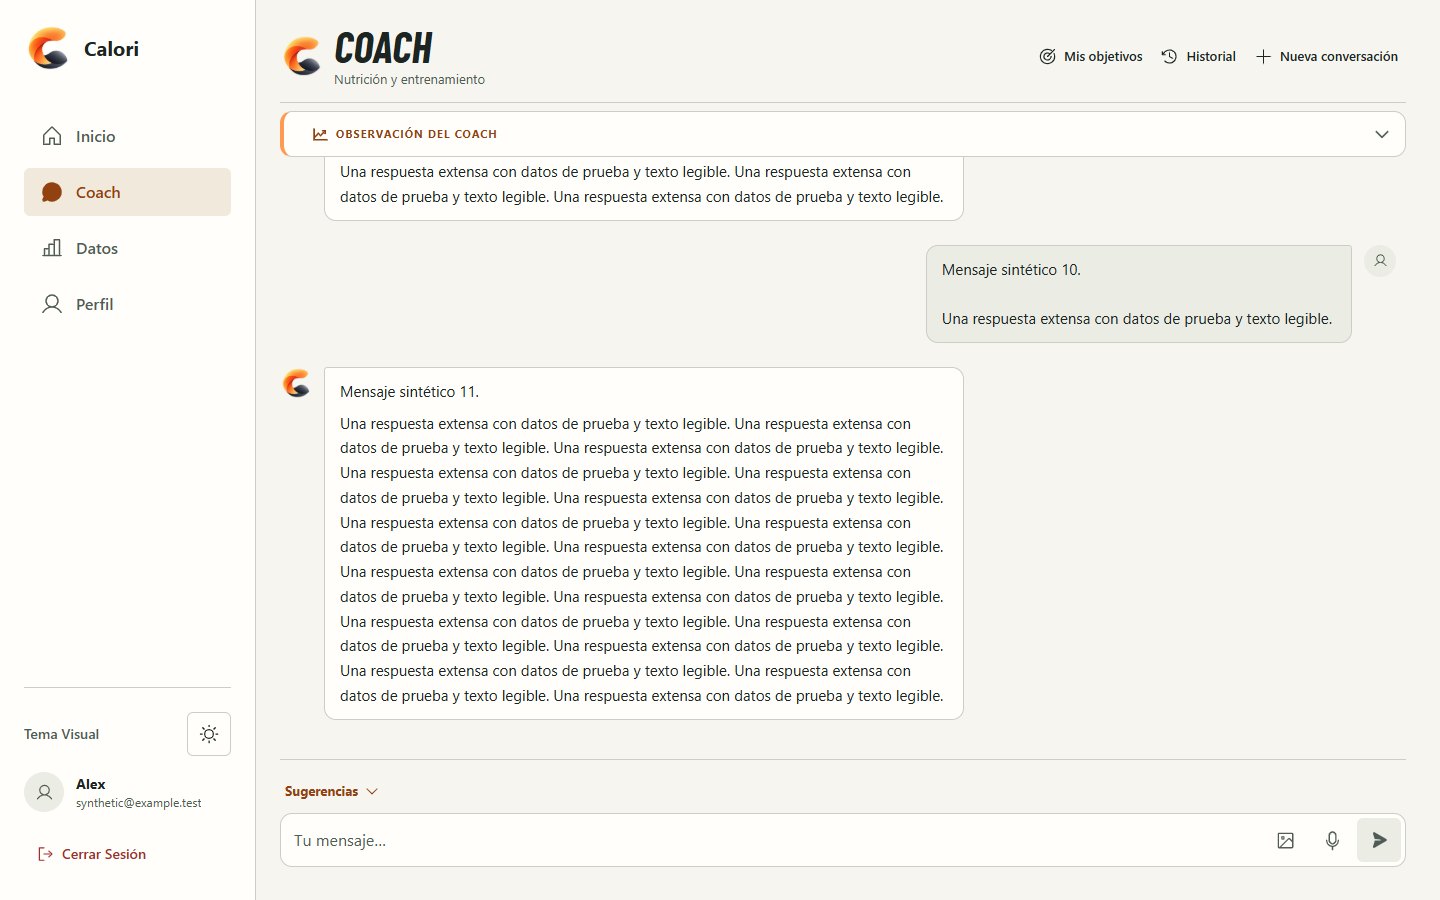 Calori
Inicio
Coach
Datos
Perfil
Tema Visual
Alex
synthetic@example.test
Cerrar Sesión
COACH
Nutrición y entrenamiento
Mis objetivos
Historial
Nueva conversación
OBSERVACIÓN DEL COACH
Una respuesta extensa con datos de prueba y texto legible. Una respuesta extensa con
datos de prueba y texto legible. Una respuesta extensa con datos de prueba y texto legible.
Mensaje sintético 10.
Una respuesta extensa con datos de prueba y texto legible.
Mensaje sintético 11.
Una respuesta extensa con datos de prueba y texto legible. Una respuesta extensa con
datos de prueba y texto legible. Una respuesta extensa con datos de prueba y texto legible.
Una respuesta extensa con datos de prueba y texto legible. Una respuesta extensa con
datos de prueba y texto legible. Una respuesta extensa con datos de prueba y texto legible.
Una respuesta extensa con datos de prueba y texto legible. Una respuesta extensa con
datos de prueba y texto legible. Una respuesta extensa con datos de prueba y texto legible.
Una respuesta extensa con datos de prueba y texto legible. Una respuesta extensa con
datos de prueba y texto legible. Una respuesta extensa con datos de prueba y texto legible.
Una respuesta extensa con datos de prueba y texto legible. Una respuesta extensa con
datos de prueba y texto legible. Una respuesta extensa con datos de prueba y texto legible.
Una respuesta extensa con datos de prueba y texto legible. Una respuesta extensa con
datos de prueba y texto legible. Una respuesta extensa con datos de prueba y texto legible.
Sugerencias
Tu mensaje...